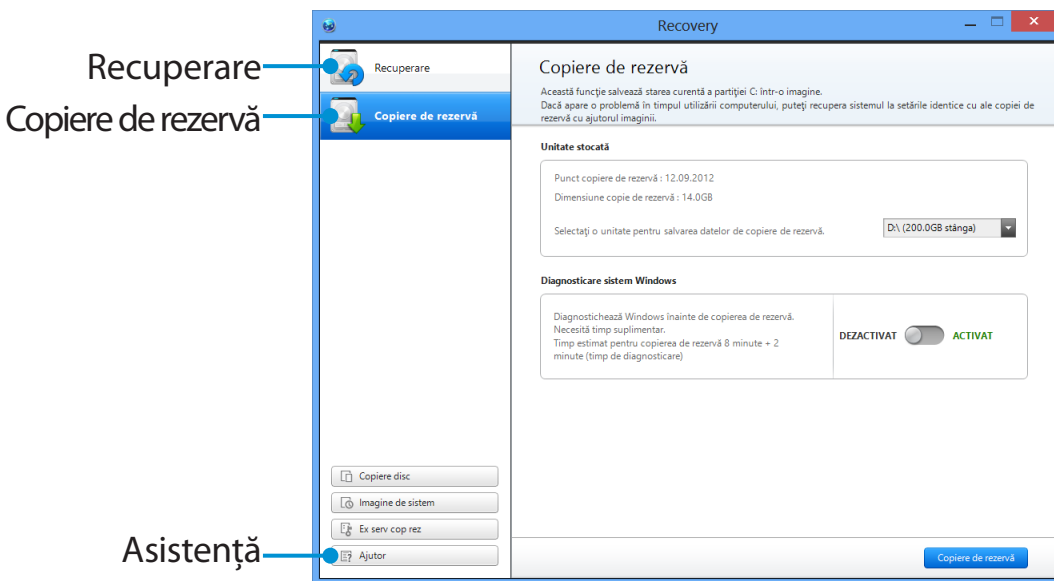 Recovery
Recuperare
Copiere de rezervă
Asistență
Recuperare
Copiere de rezervă
Copiere disc
Imagine de sistem
Ex serv cop rez
Ajutor
Copiere de rezervă
Această funcţie salvează starea curentă a partiţiei C: într-o imagine.
Dacă apare o problemă în timpul utilizării computerului, puteţi recupera sistemul la setările identice cu ale copiei de
rezervă cu ajutorul imaginii.
Unitate stocată
Punct copiere de rezervă : 12.09.2012
Dimensiune copie de rezervă : 14.0GB
Selectaţi o unitate pentru salvarea datelor de copiere de rezervă.
D:\ (200.0GB stânga)
Diagnosticare sistem Windows
Diagnostichează Windows înainte de copierea de rezervă.
Necesită timp suplimentar.
Timp estimat pentru copierea de rezervă 8 minute + 2
minute (timp de diagnosticare)
DEZACTIVAT ACTIVAT
Copiere de rezervă